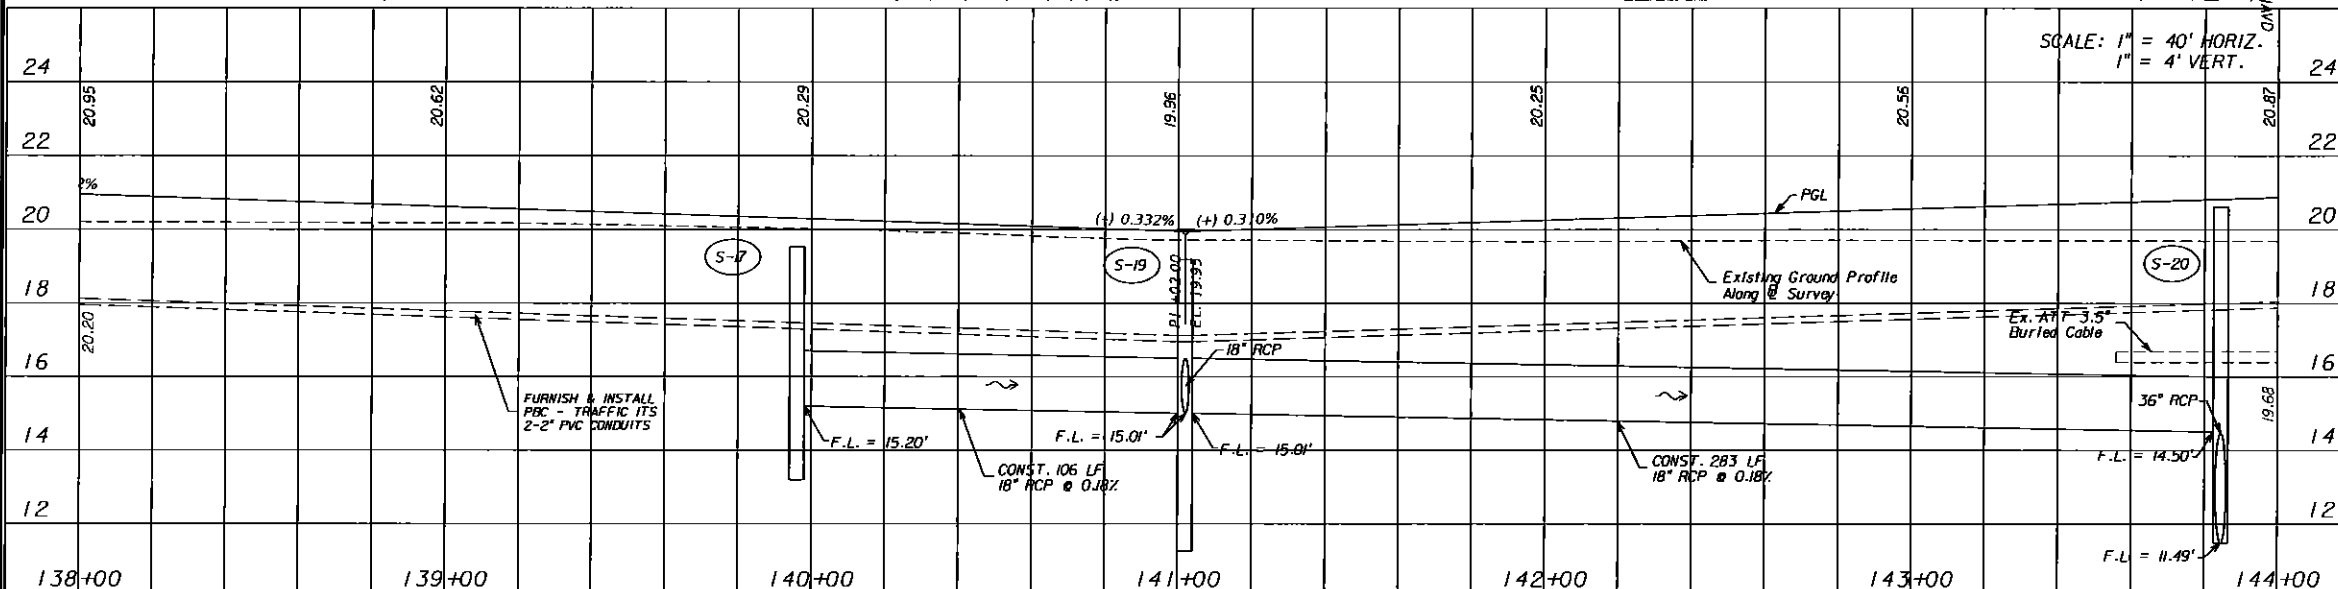 SCALE: 1" = 40' HORIZ.
1" = 4' VERT.
24
24
20.95
20.62
20.29
19.96
20.25
20.56
20.87
22
22
2%
PGL
20
(+) 0.332%
(+) 0.310%
20
S-17
S-19
S-20
Existing Ground Profile
Along ℄ Survey
18
PI +02.00
EL. 19.95
18
20.20
Ex. ATT 3.5"
Buried Cable
18" RCP
16
16
FURNISH & INSTALL
PBC - TRAFFIC ITS
2-2" PVC CONDUITS
36" RCP
19.68
14
F.L. = 15.20'
F.L. = 15.01'
F.L. = 15.01'
F.L. = 14.50'
14
CONST. 106 LF
18" RCP @ 0.18%
CONST. 283 LF
18" RCP @ 0.18%
12
12
F.L. = 11.49'
138+00
139+00
140+00
141+00
142+00
143+00
144+00